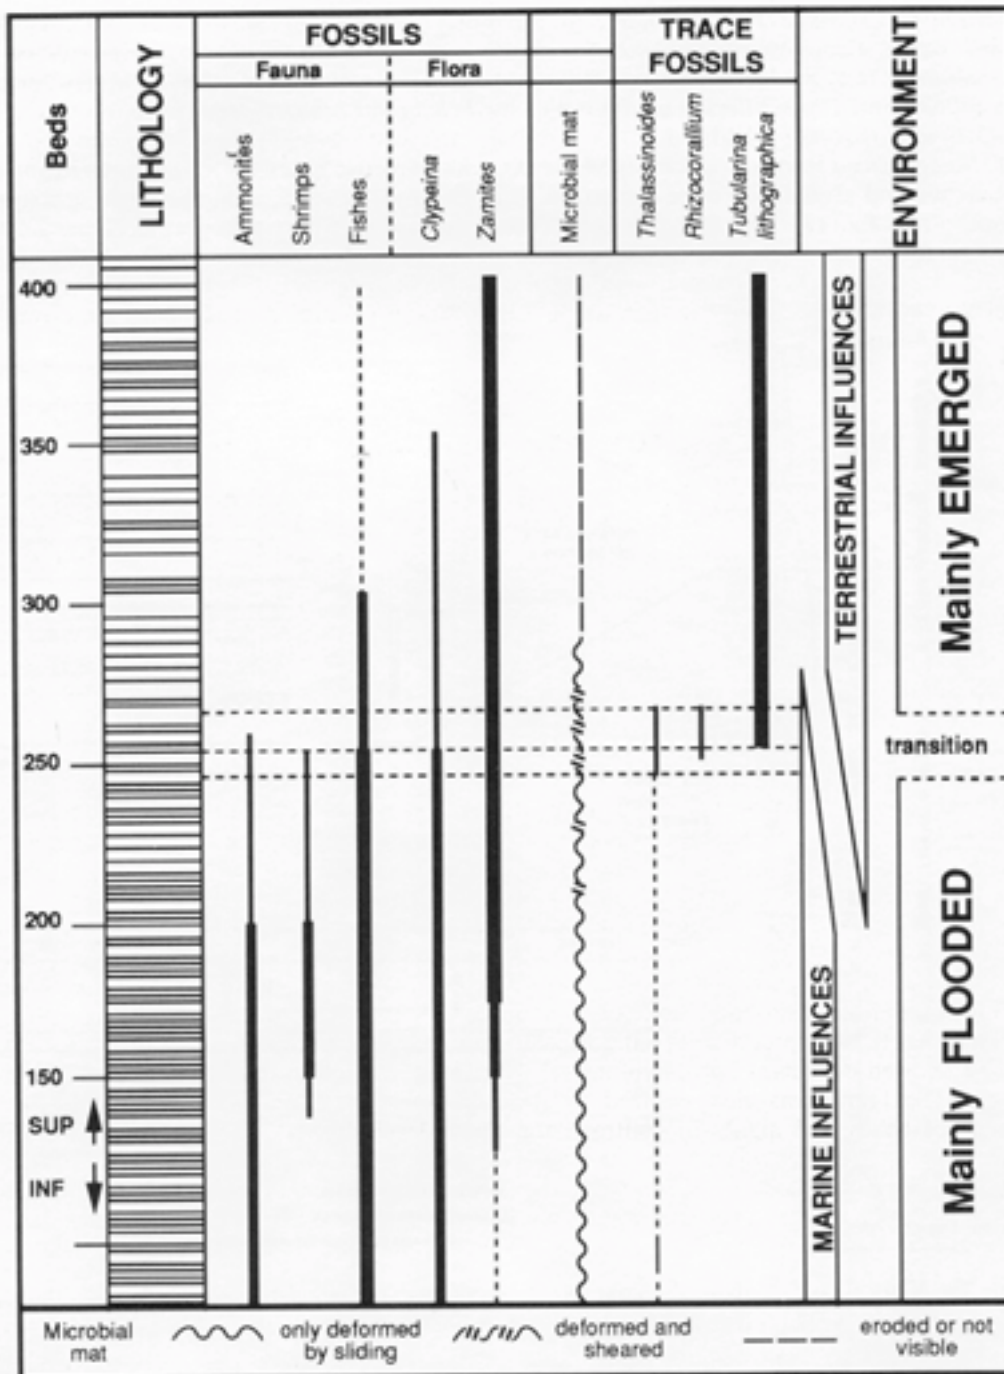 Beds
LITHOLOGY
FOSSILS
Fauna
Flora
TRACE
FOSSILS
ENVIRONMENT
Ammonites
Shrimps
Fishes
Clypeina
Zamites
Microbial mat
Thalassinoides
Rhizocorallium
Tubularina
lithographica
400
350
300
250
200
150
SUP
INF
TERRESTRIAL INFLUENCES
MARINE INFLUENCES
Mainly EMERGED
transition
Mainly FLOODED
Microbial
mat
only deformed
by sliding
deformed and
sheared
eroded or not
visible